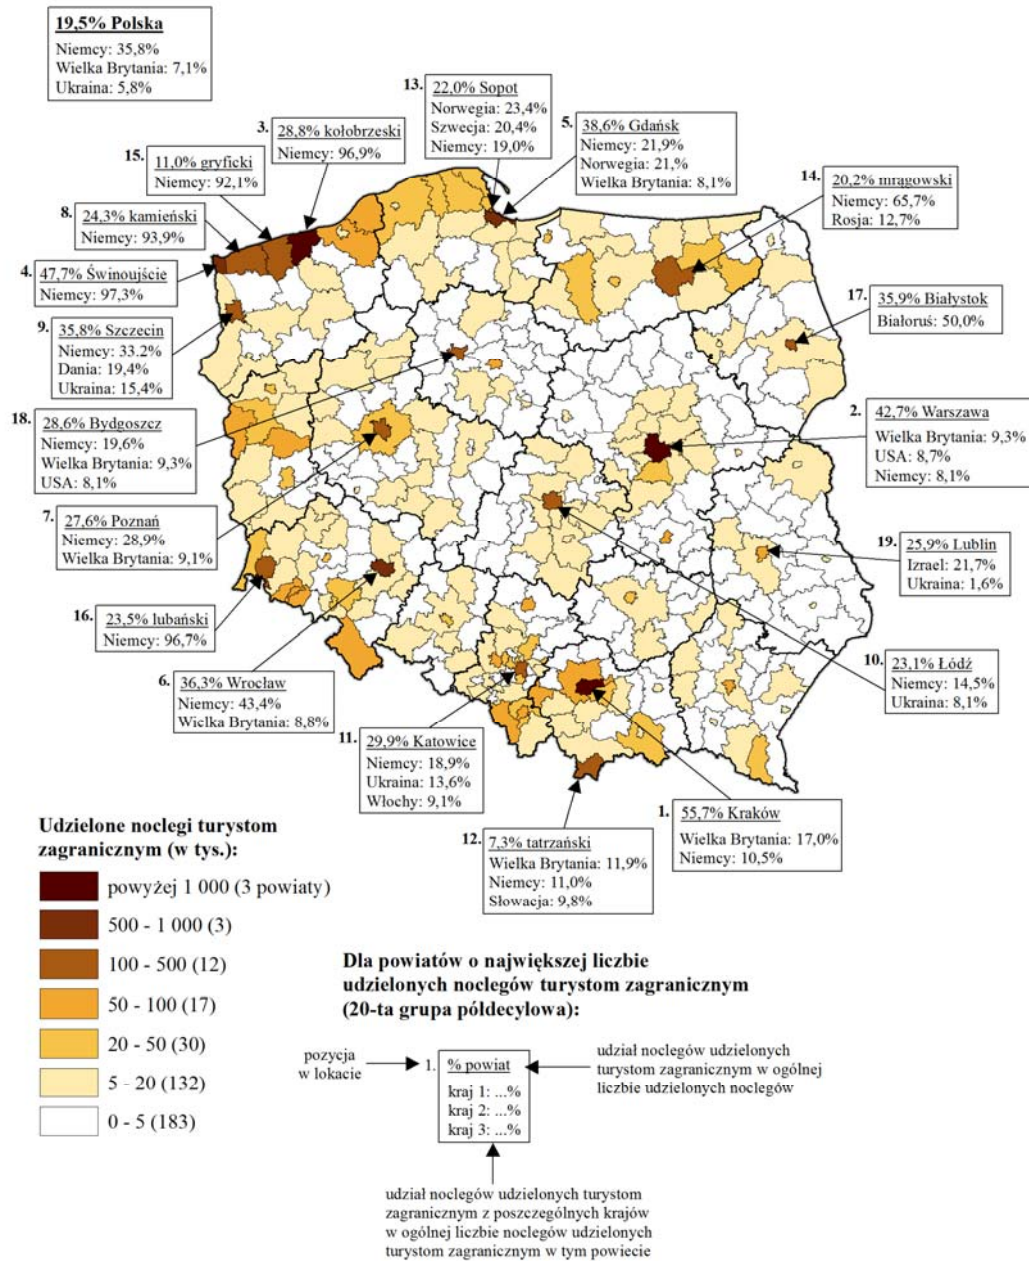 19,5% Polska
Niemcy: 35,8%
Wielka Brytania: 7,1%
Ukraina: 5,8%
13. 22,0% Sopot
Norwegia: 23,4%
Szwecja: 20,4%
Niemcy: 19,0%
3. 28,8% kołobrzeski
Niemcy: 96,9%
5. 38,6% Gdańsk
Niemcy: 21,9%
Norwegia: 21,%
Wielka Brytania: 8,1%
15. 11,0% gryficki
Niemcy: 92,1%
14. 20,2% mrągowski
Niemcy: 65,7%
Rosja: 12,7%
8. 24,3% kamieński
Niemcy: 93,9%
4. 47,7% Świnoujście
Niemcy: 97,3%
17. 35,9% Białystok
Białoruś: 50,0%
9. 35,8% Szczecin
Niemcy: 33.2%
Dania: 19,4%
Ukraina: 15,4%
18. 28,6% Bydgoszcz
Niemcy: 19,6%
Wielka Brytania: 9,3%
USA: 8,1%
2. 42,7% Warszawa
Wielka Brytania: 9,3%
USA: 8,7%
Niemcy: 8,1%
7. 27,6% Poznań
Niemcy: 28,9%
Wielka Brytania: 9,1%
19. 25,9% Lublin
Izrael: 21,7%
Ukraina: 1,6%
16. 23,5% lubański
Niemcy: 96,7%
10. 23,1% Łódź
Niemcy: 14,5%
Ukraina: 8,1%
6. 36,3% Wrocław
Niemcy: 43,4%
Wielka Brytania: 8,8%
11. 29,9% Katowice
Niemcy: 18,9%
Ukraina: 13,6%
Włochy: 9,1%
1. 55,7% Kraków
Wielka Brytania: 17,0%
Niemcy: 10,5%
12. 7,3% tatrzański
Wielka Brytania: 11,9%
Niemcy: 11,0%
Słowacja: 9,8%
Udzielone noclegi turystom
zagranicznym (w tys.):
powyżej 1 000 (3 powiaty)
500 - 1 000 (3)
100 - 500 (12)
50 - 100 (17)
20 - 50 (30)
5 - 20 (132)
0 - 5 (183)
Dla powiatów o największej liczbie
udzielonych noclegów turystom zagranicznym
(20-ta grupa póldecylowa):
pozycja
w lokacie
1. % powiat
kraj 1: ...%
kraj 2: ...%
kraj 3: ...%
udział noclegów udzielonych
turystom zagranicznym w ogólnej
liczbie udzielonych noclegów
udział noclegów udzielonych turystom
zagranicznym z poszczególnych krajów
w ogólnej liczbie noclegów udzielonych
turystom zagranicznym w tym powiecie